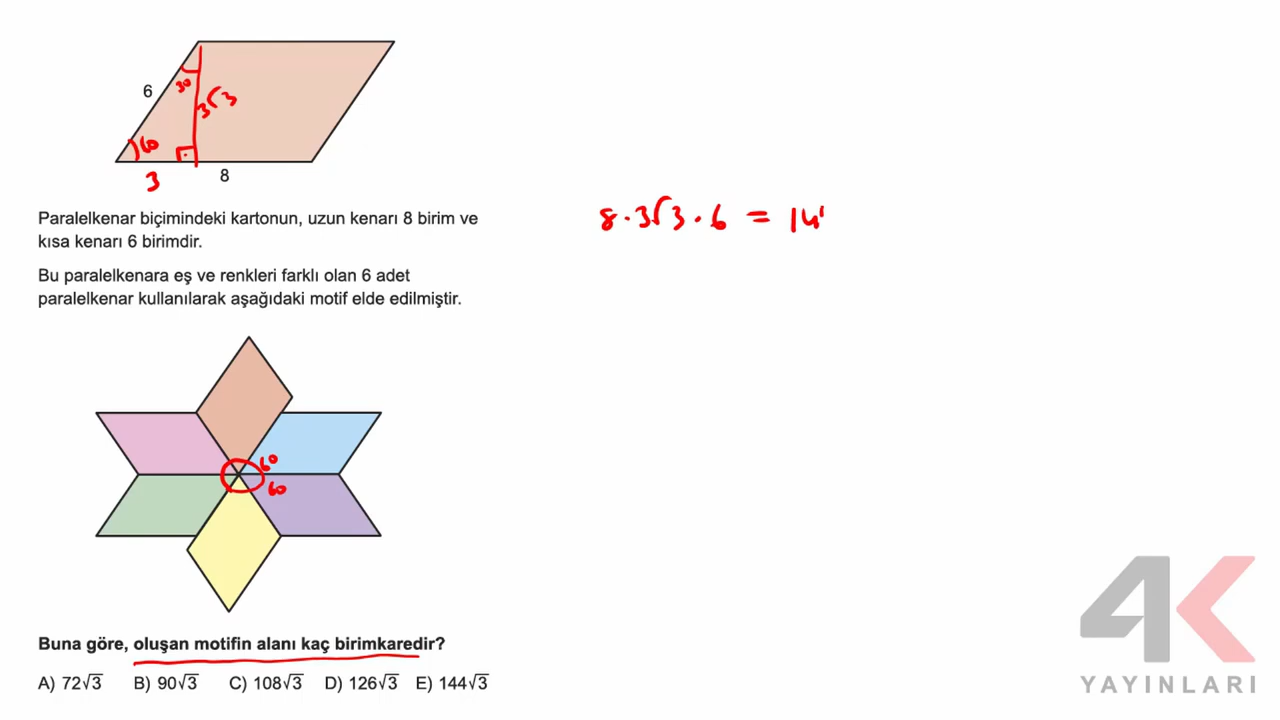 6
30
3√3
60
3
8
Paralelkenar biçimindeki kartonun, uzun kenarı 8 birim ve
kısa kenarı 6 birimdir.
Bu paralelkenara eş ve renkleri farklı olan 6 adet
paralelkenar kullanılarak aşağıdaki motif elde edilmiştir.
8·3√3·6 = 14
60
60
Buna göre, oluşan motifin alanı kaç birimkaredir?
A) 72√3 B) 90√3 C) 108√3 D) 126√3 E) 144√3
4K
YAYINLARI